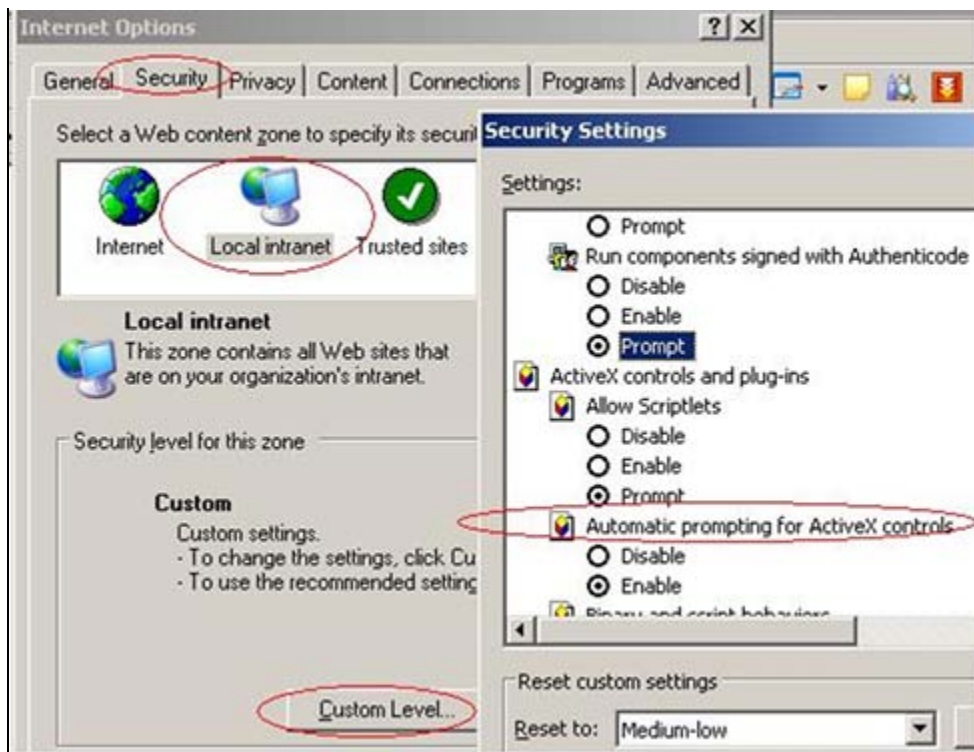 Internet Options
General Security Privacy Content Connections Programs Advanced
Select a Web content zone to specify its securi
Internet Local intranet Trusted sites
Local intranet
This zone contains all Web sites that
are on your organization's intranet.
Security level for this zone
Custom
Custom settings.
- To change the settings, click Cu
- To use the recommended setting
Custom Level...
Security Settings
Settings:
Prompt
Run components signed with Authenticode
Disable
Enable
Prompt
ActiveX controls and plug-ins
Allow Scriptlets
Disable
Enable
Prompt
Automatic prompting for ActiveX controls
Disable
Enable
Binary and script behaviors
Reset custom settings
Reset to: Medium-low